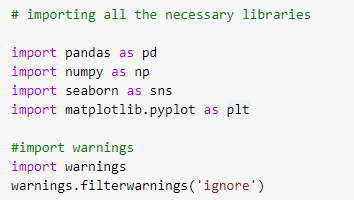 # importing all the necessary libraries
import pandas as pd
import numpy as np
import seaborn as sns
import matplotlib.pyplot as plt
#import warnings
import warnings
warnings.filterwarnings('ignore')